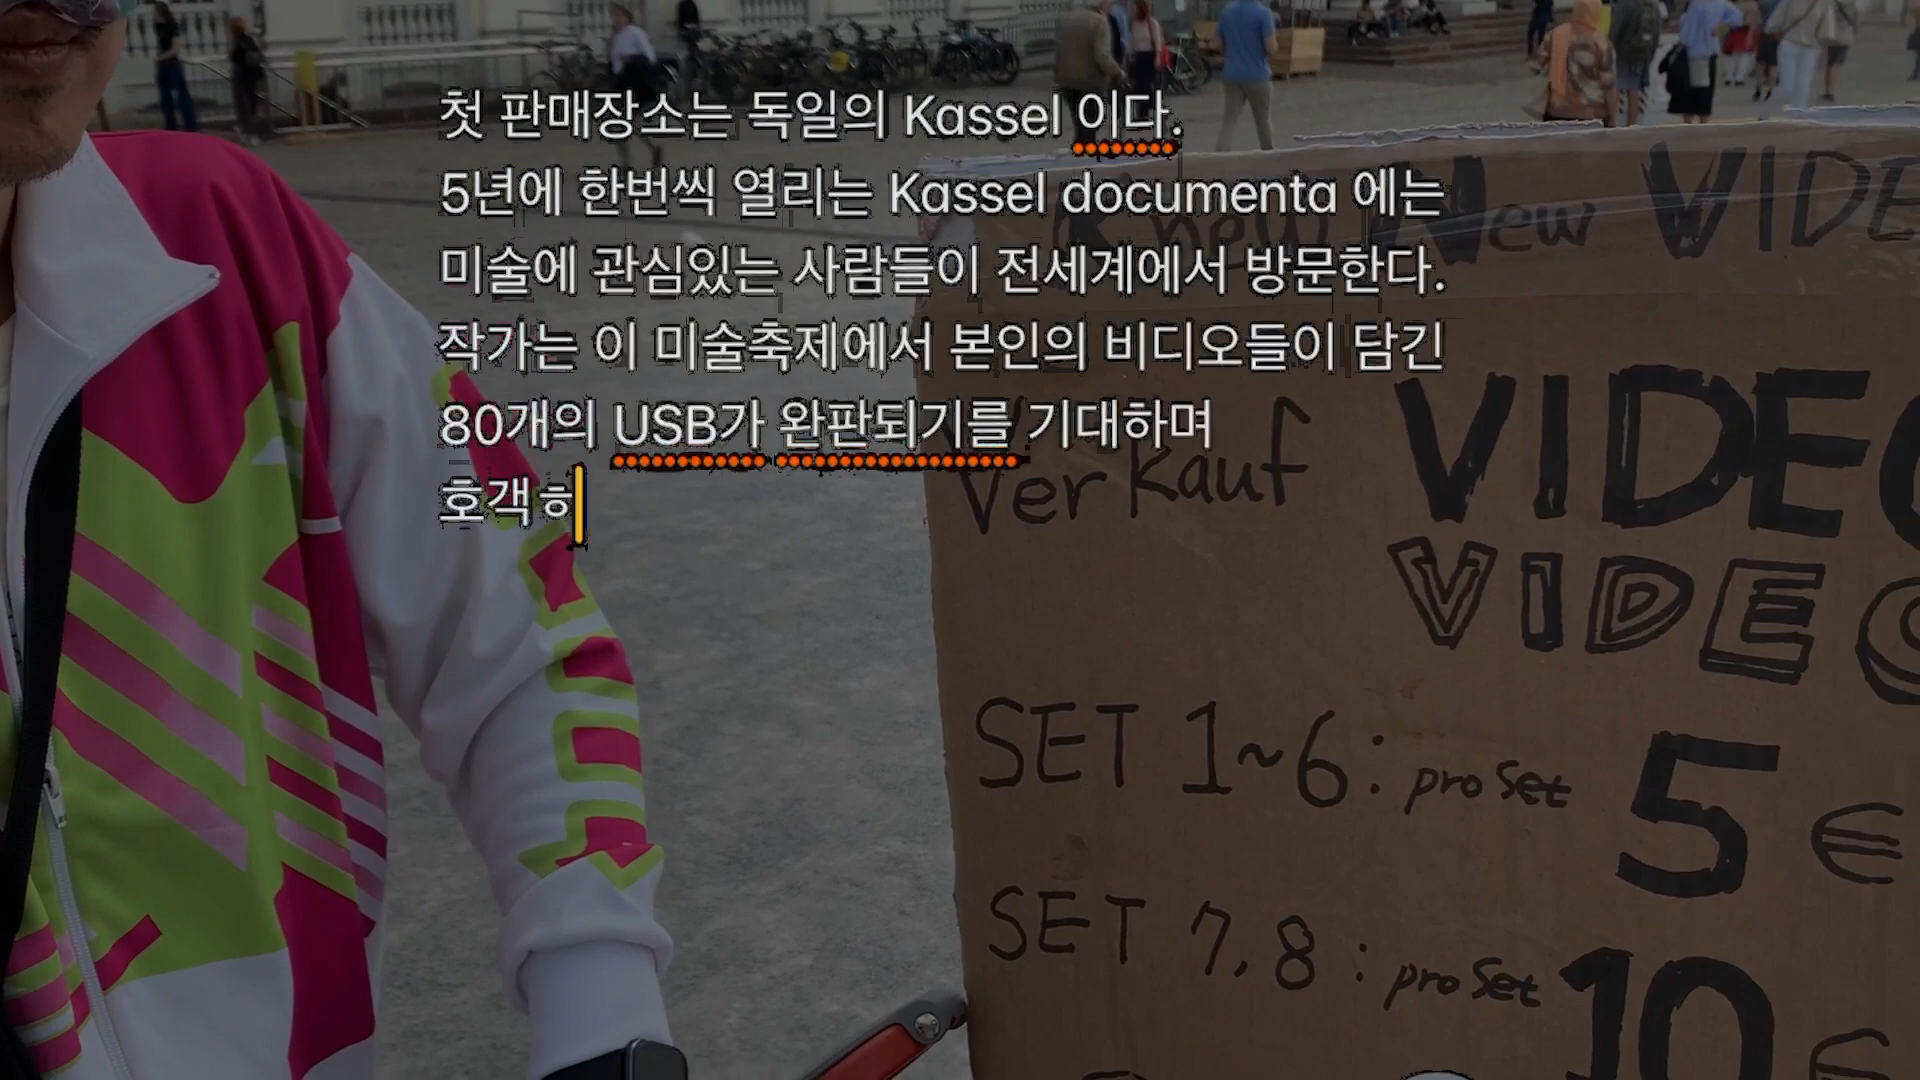 첫 판매장소는 독일의 Kassel 이다.
5년에 한번씩 열리는 Kassel documenta 에는
미술에 관심있는 사람들이 전세계에서 방문한다.
작가는 이 미술축제에서 본인의 비디오들이 담긴
80개의 USB가 완판되기를 기대하며
호객ㅎ
New VIDE
Verkauf VIDEO
VIDEO
SET 1~6: pro Set 5 €
SET 7,8: pro Set 10 €